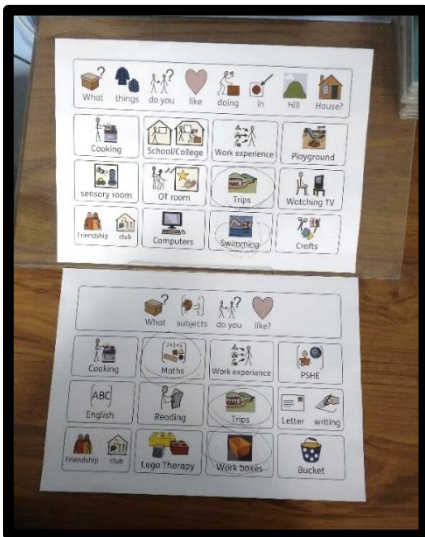 What things do you like doing in Hill House?
Cooking School/College Work experience Playground
sensory room OT room Trips Watching TV
Friendship club Computers Swimming Crafts
What subjects do you like?
Cooking Maths Work experience PSHE
ABC
English Reading Trips Letter writing
Friendship club Lego Therapy Work boxes Bucket